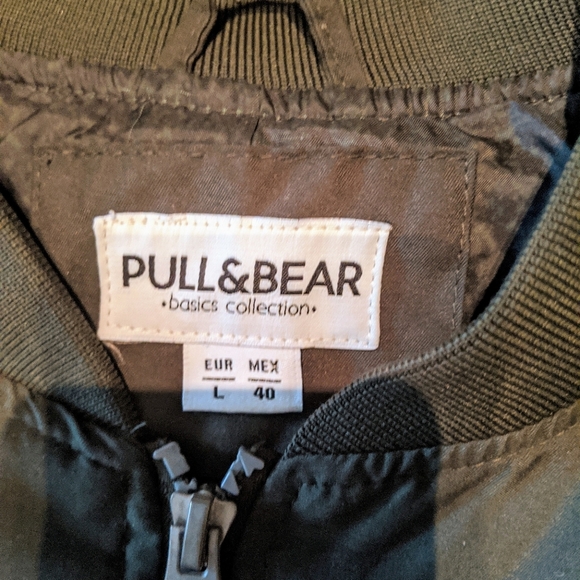 PULL&BEAR
•basics collection•
EUR MEX
L 40